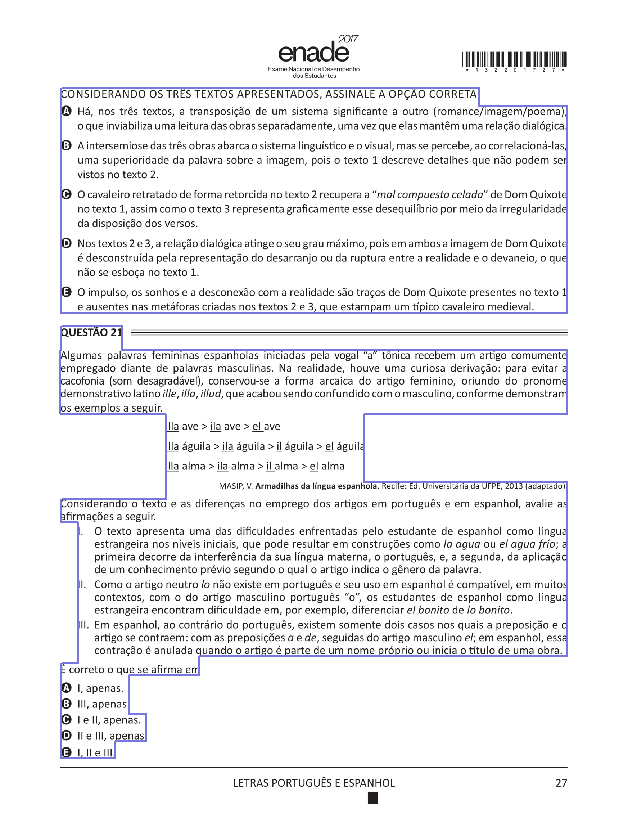 enade 2017
Exame Nacional de Desempenho
dos Estudantes
*R3220172 7*
CONSIDERANDO OS TRÊS TEXTOS APRESENTADOS, ASSINALE A OPÇÃO CORRETA
A Há, nos três textos, a transposição de um sistema significante a outro (romance/imagem/poema),
o que inviabiliza uma leitura das obras separadamente, uma vez que elas mantêm uma relação dialógica.
B A intersemiose das três obras abarca o sistema linguístico e o visual, mas se percebe, ao correlacioná-las,
uma superioridade da palavra sobre a imagem, pois o texto 1 descreve detalhes que não podem ser
vistos no texto 2.
C O cavaleiro retratado de forma retorcida no texto 2 recupera a “mal compuesta celada” de Dom Quixote
no texto 1, assim como o texto 3 representa graficamente esse desequilíbrio por meio da irregularidade
da disposição dos versos.
D Nos textos 2 e 3, a relação dialógica atinge o seu grau máximo, pois em ambos a imagem de Dom Quixote
é desconstruída pela representação do desarranjo ou da ruptura entre a realidade e o devaneio, o que
não se esboça no texto 1.
E O impulso, os sonhos e a desconexão com a realidade são traços de Dom Quixote presentes no texto 1
e ausentes nas metáforas criadas nos textos 2 e 3, que estampam um típico cavaleiro medieval.
QUESTÃO 21
Algumas palavras femininas espanholas iniciadas pela vogal “a” tônica recebem um artigo comumente
empregado diante de palavras masculinas. Na realidade, houve uma curiosa derivação: para evitar a
cacofonia (som desagradável), conservou-se a forma arcaica do artigo feminino, oriundo do pronome
demonstrativo latino ille, illa, illud, que acabou sendo confundido com o masculino, conforme demonstram
os exemplos a seguir.
Illa ave > ila ave > el ave
Illa águila > ila águila > il águila > el águila
Illa alma > ila alma > il alma > el alma
MASIP, V. Armadilhas da língua espanhola. Recife: Ed. Universitária da UFPE, 2013 (adaptado)
Considerando o texto e as diferenças no emprego dos artigos em português e em espanhol, avalie as
afirmações a seguir.
I. O texto apresenta uma das dificuldades enfrentadas pelo estudante de espanhol como língua
estrangeira nos níveis iniciais, que pode resultar em construções como la agua ou el agua frío; a
primeira decorre da interferência da sua língua materna, o português, e, a segunda, da aplicação
de um conhecimento prévio segundo o qual o artigo indica o gênero da palavra.
II. Como o artigo neutro lo não existe em português e seu uso em espanhol é compatível, em muitos
contextos, com o do artigo masculino português “o”, os estudantes de espanhol como língua
estrangeira encontram dificuldade em, por exemplo, diferenciar el bonito de lo bonito.
III. Em espanhol, ao contrário do português, existem somente dois casos nos quais a preposição e o
artigo se contraem: com as preposições a e de, seguidas do artigo masculino el; em espanhol, essa
contração é anulada quando o artigo é parte de um nome próprio ou inicia o título de uma obra.
É correto o que se afirma em
A I, apenas.
B III, apenas
C I e II, apenas.
D II e III, apenas
E I, II e III
LETRAS PORTUGUÊS E ESPANHOL 27